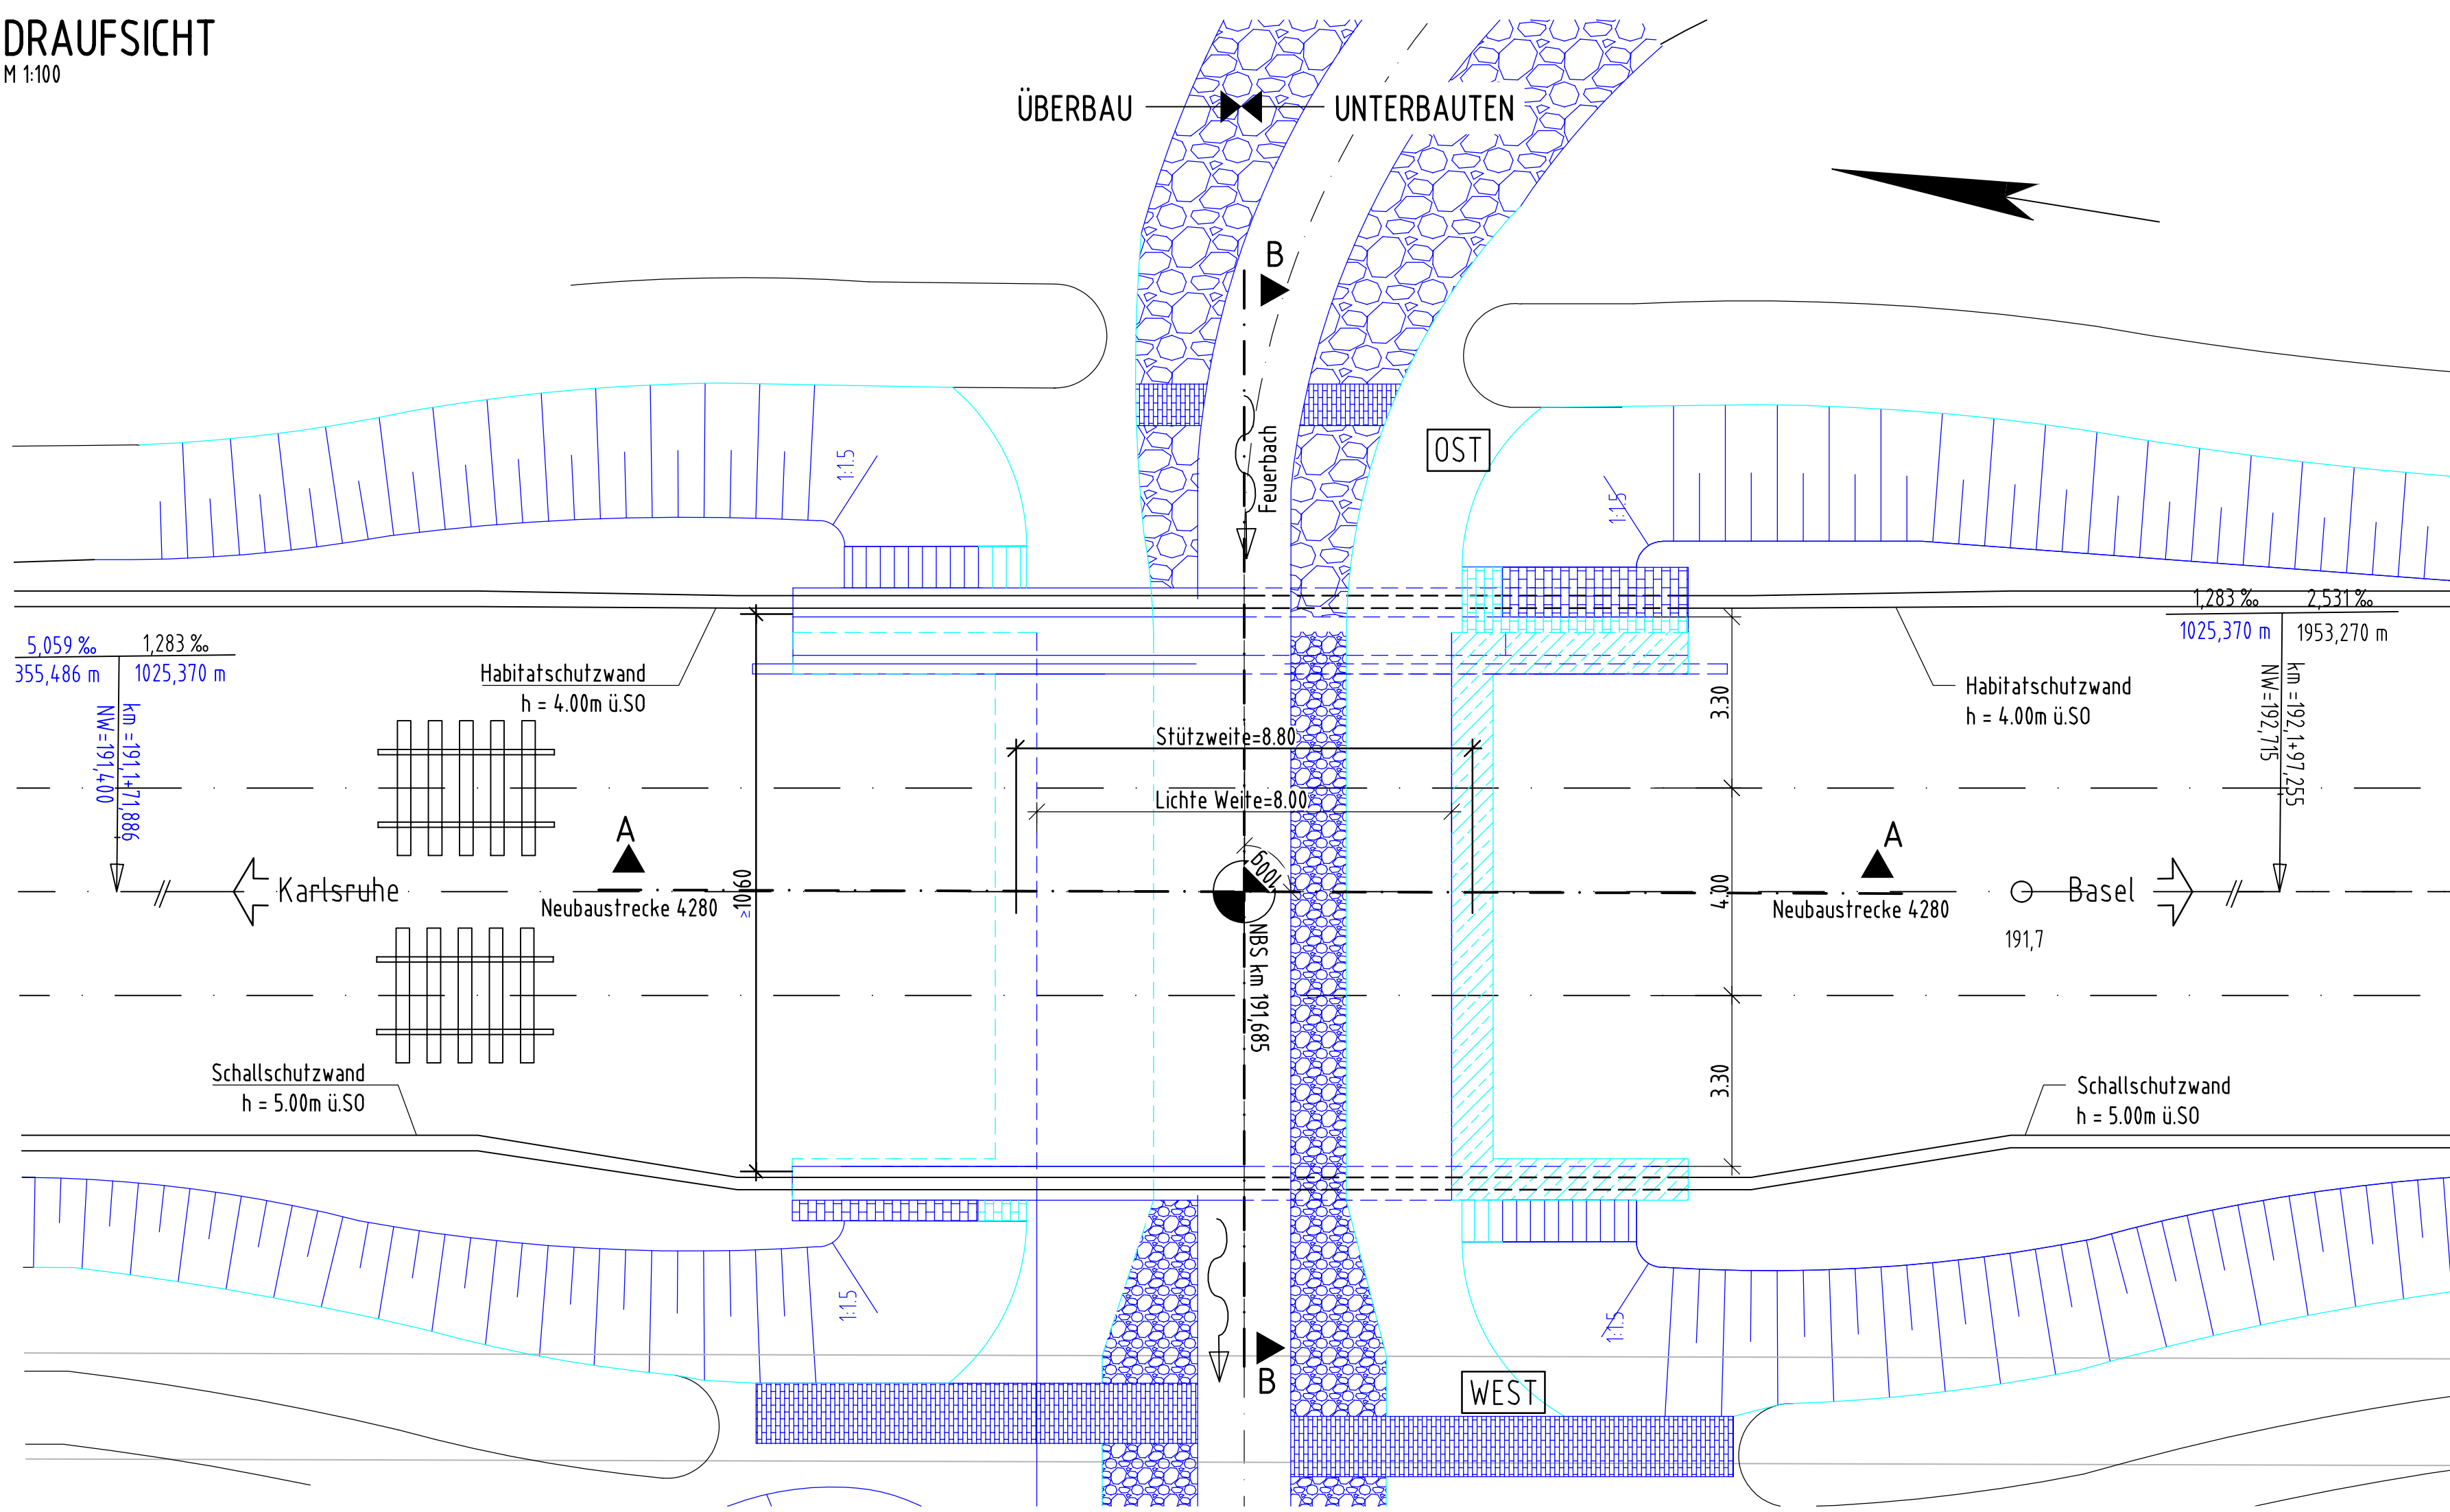 DRAUFSICHT
M 1:100
ÜBERBAU
UNTERBAUTEN
B
Feuerbach
OST
1:1.5
1:1.5
5,059 ‰
1,283 ‰
355,486 m
1025,370 m
km =191,1+71,886
NW=191,400
Habitatschutzwand
h = 4.00m ü.SO
1,283 ‰
2,531 ‰
1025,370 m
1953,270 m
km =192,1+97,255
NW=192,715
Habitatschutzwand
h = 4.00m ü.SO
3.30
Stützweite=8.80
Lichte Weite=8.00
A
A
100g
≥10.60
4.00
Karlsruhe
Neubaustrecke 4280
Neubaustrecke 4280
Basel
191,7
NBS km 191,685
3.30
Schallschutzwand
h = 5.00m ü.SO
Schallschutzwand
h = 5.00m ü.SO
1:1.5
1:1.5
B
WEST